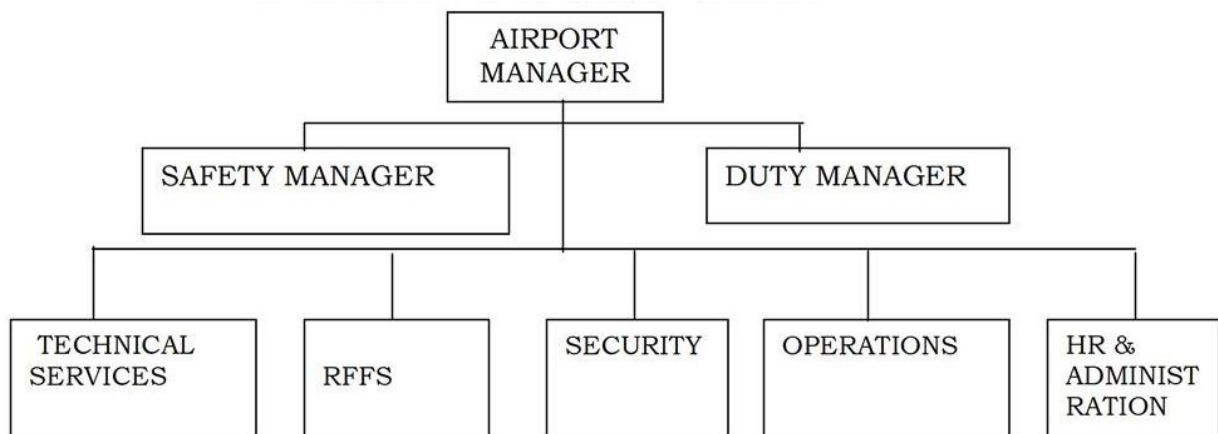 AIRPORT
MANAGER
SAFETY MANAGER
DUTY MANAGER
TECHNICAL
SERVICES
RFFS
SECURITY
OPERATIONS
HR &
ADMINIST
RATION